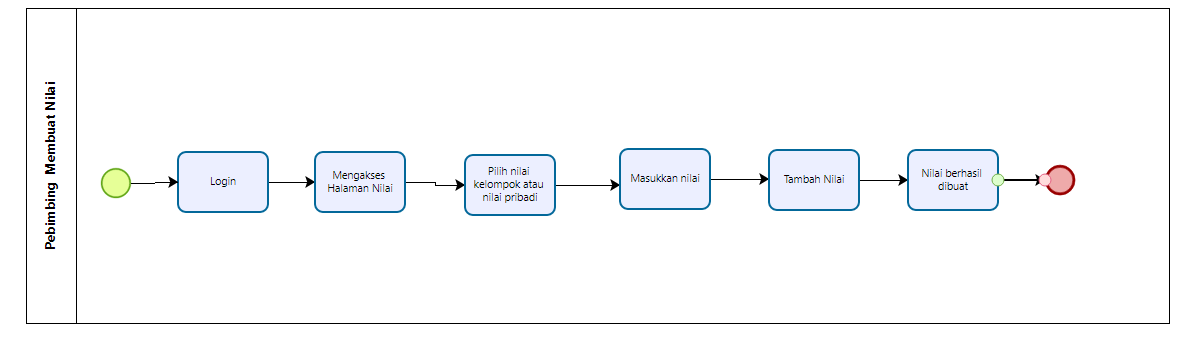 Pebimbing Membuat Nilai
Login
Mengakses
Halaman Nilai
Pilih nilai
kelompok atau
nilai pribadi
Masukkan nilai
Tambah Nilai
Nilai berhasil
dibuat